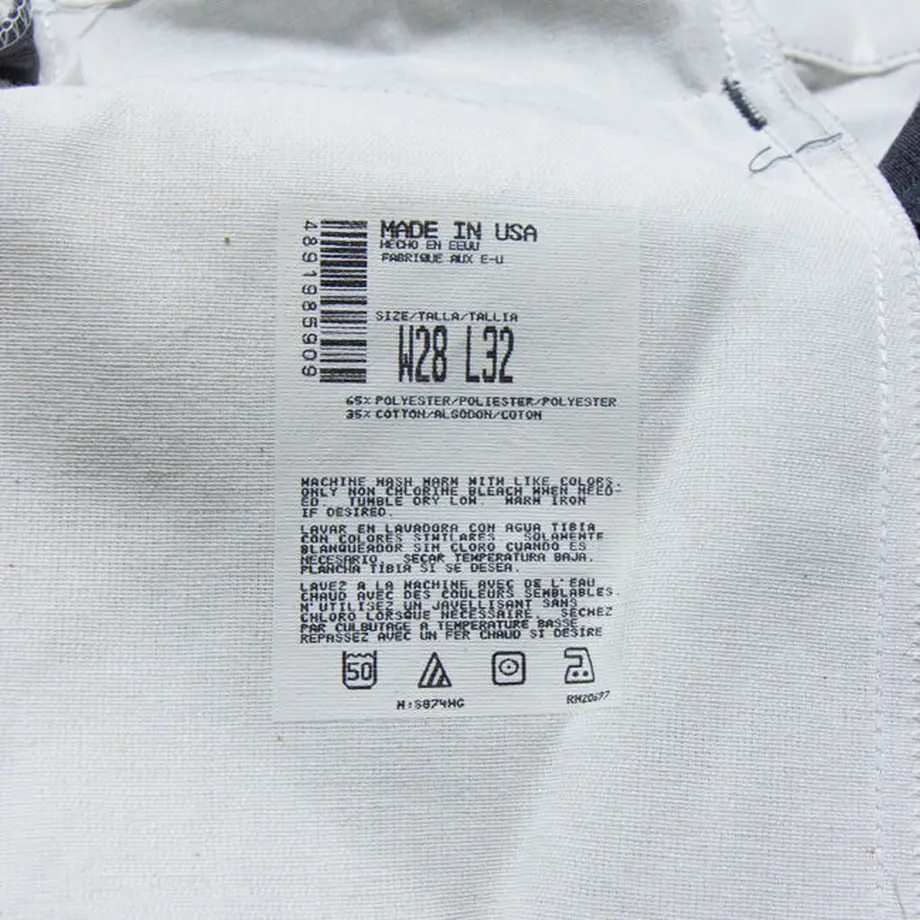 48919859O9
MADE IN USA
HECHO EN EEUU
FABRIQUE AUX E-U
SIZE/TALLA/TALLIA
W28 L32
65% POLYESTER/POLIESTER/POLYESTER
35% COTTON/ALGODON/COTON
MACHINE WASH WARM WITH LIKE COLORS.
ONLY NON CHLORINE BLEACH WHEN NEED-
ED. TUMBLE DRY LOW. WARM IRON
IF DESIRED.
LAVAR EN LAVADORA CON AGUA TIBIA
CON COLORES SIMILARES. SOLAMENTE
BLANQUEADOR SIN CLORO CUANDO ES
NECESARIO. SECAR TEMPERATURA BAJA.
PLANCHA TIBIA SI SE DESEA.
LAVEZ A LA MACHINE AVEC DE L'EAU
CHAUD AVEC DES COULEURS SEMBLABLES.
N'UTILISEZ UN JAVELLISANT SANS
CHLORO LORSQUE NECESSAIRE. SECHEZ
PAR CULBUTAGE A TEMPERATURE BASSE
REPASSEZ AVEC UN FER CHAUD SI DESIRE
50
M:S874MG
RN20697